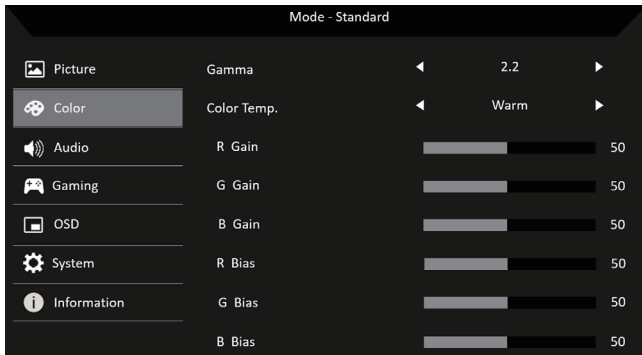 Mode - Standard
Picture
Gamma 2.2
Color
Color Temp. Warm
Audio
R Gain 50
Gaming
G Gain 50
OSD
B Gain 50
System
R Bias 50
Information
G Bias 50
B Bias 50